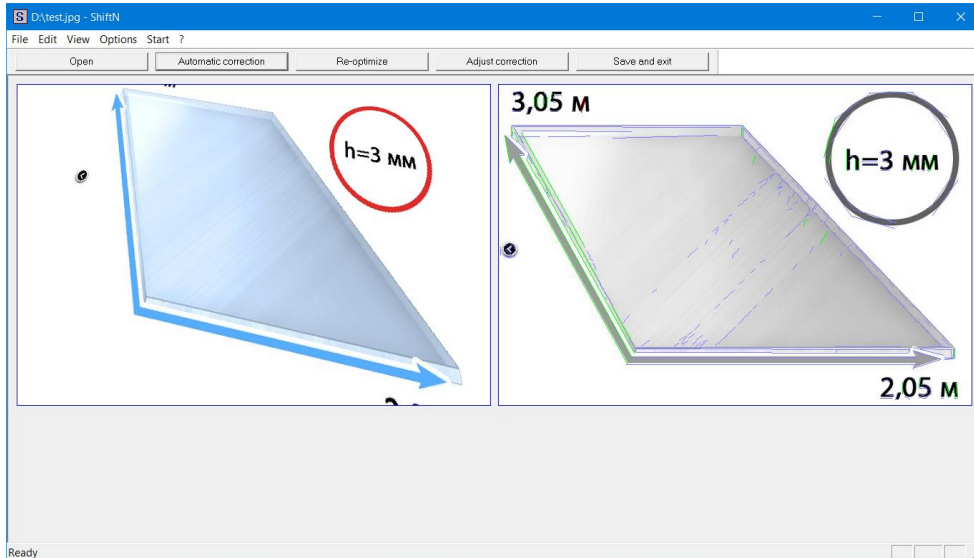 S D:\test.jpg - ShiftN
File Edit View Options Start ?
Open Automatic correction Re-optimize Adjust correction Save and exit
h=3 мм
3,05 м
h=3 мм
2,05 м
Ready